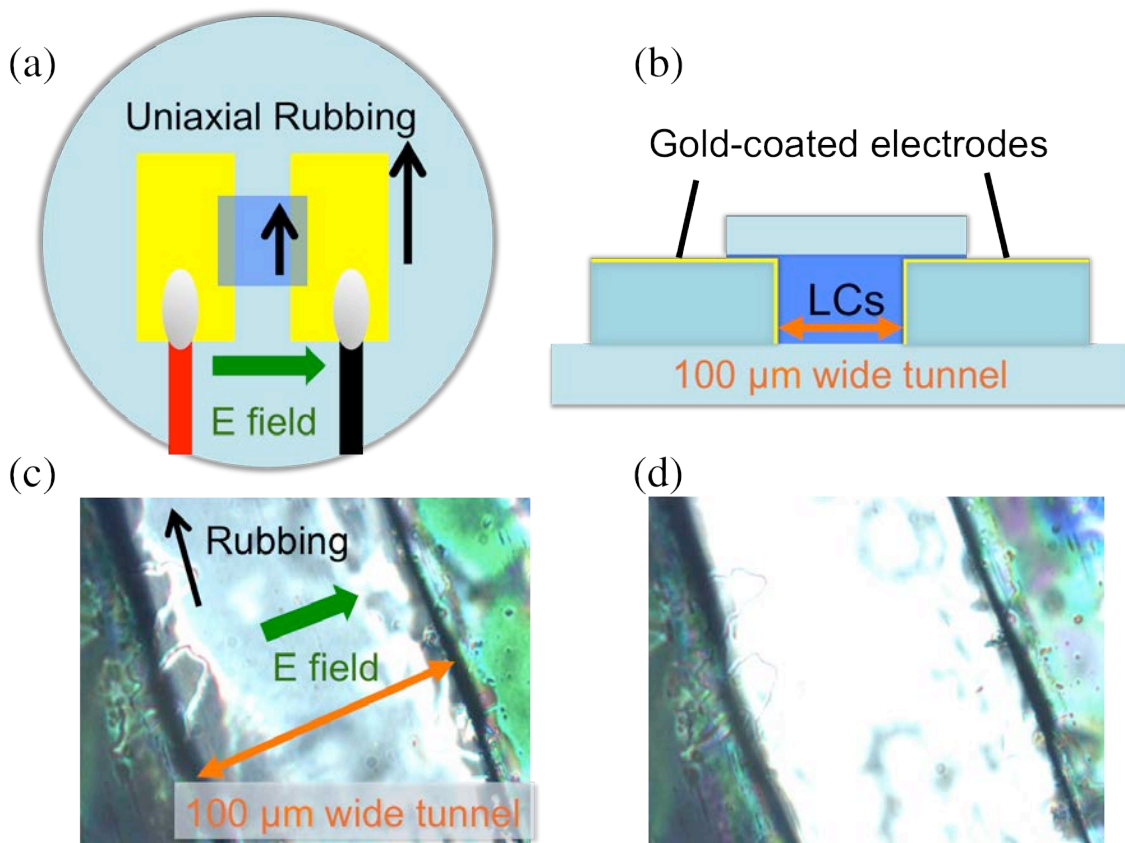 (a)
Uniaxial Rubbing
E field
(b)
Gold-coated electrodes
LCs
100 µm wide tunnel
(c)
Rubbing
E field
100 µm wide tunnel
(d)